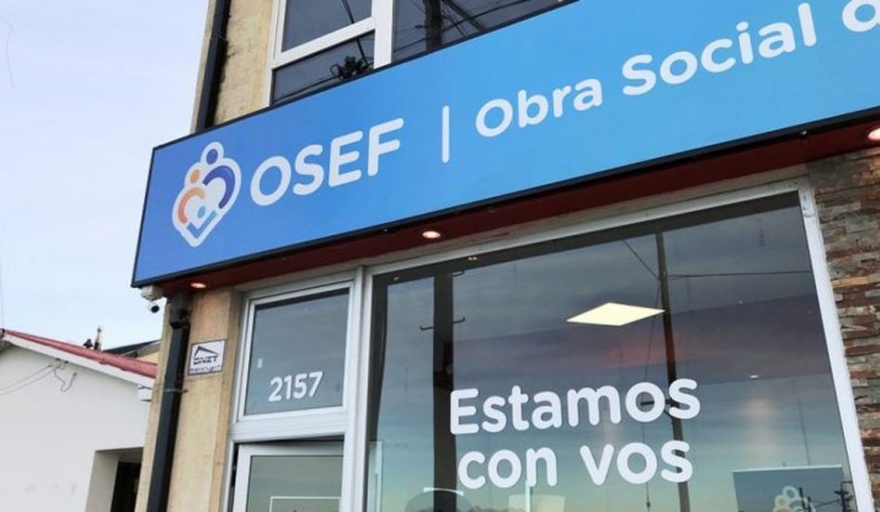 OSEF | Obra Social d
2157
Estamos
con vos